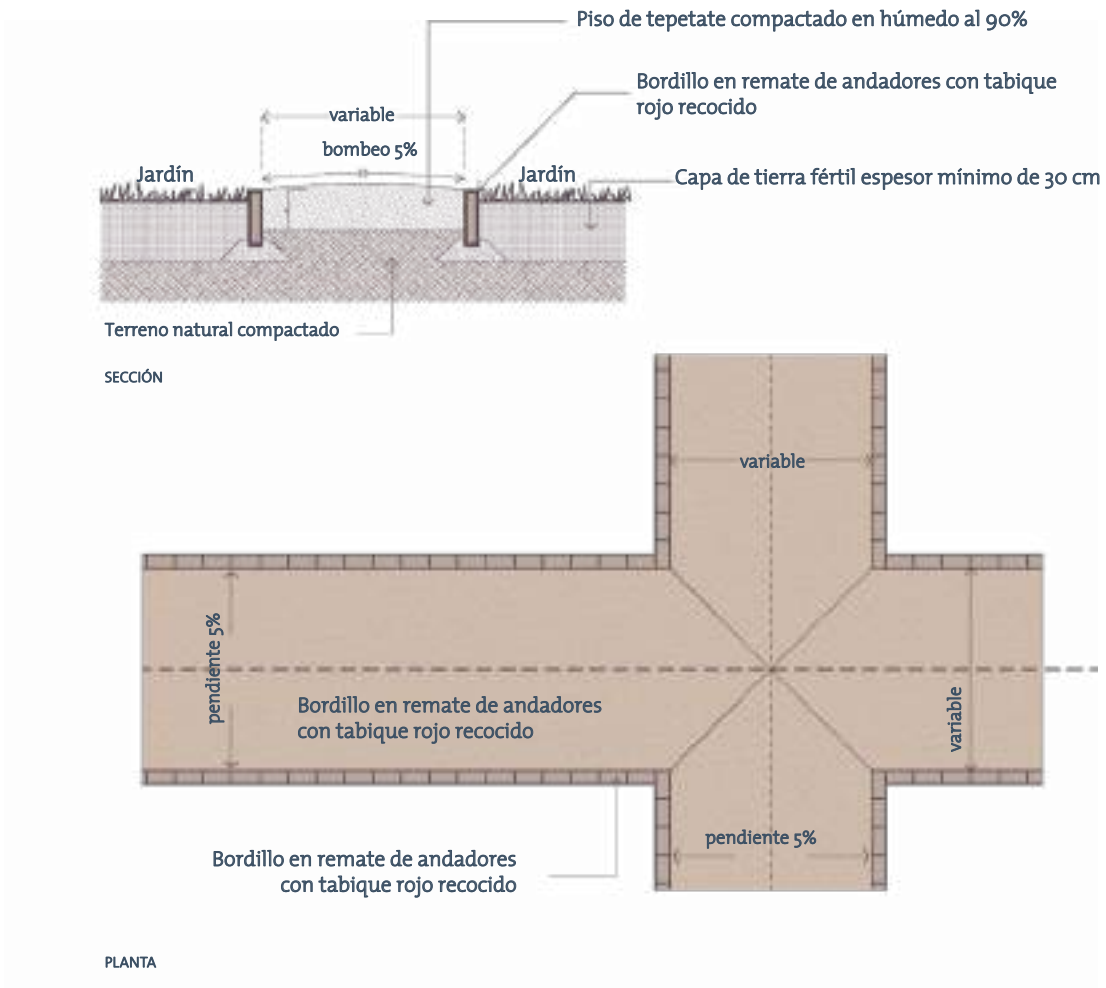 Piso de tepetate compactado en húmedo al 90%
Bordillo en remate de andadores con tabique
rojo recocido
variable
bombeo 5%
Jardín
Jardín
Capa de tierra fértil espesor mínimo de 30 cm
Terreno natural compactado
SECCIÓN
variable
pendiente 5%
Bordillo en remate de andadores
con tabique rojo recocido
variable
pendiente 5%
Bordillo en remate de andadores
con tabique rojo recocido
PLANTA